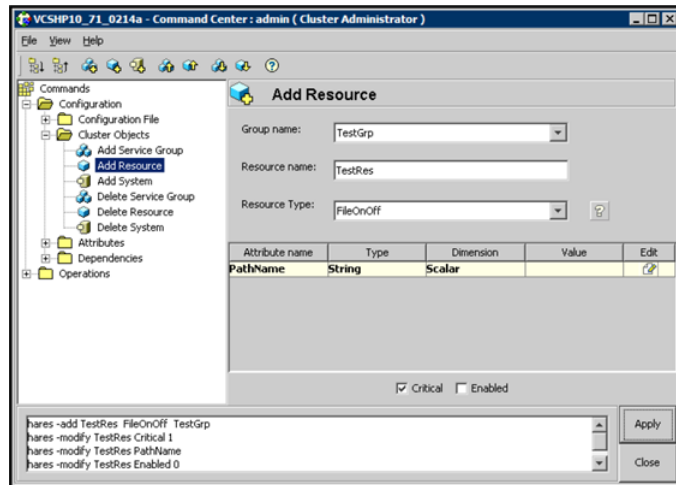 VCSHP10_71_0214a - Command Center : admin ( Cluster Administrator )
File View Help
Commands
Configuration
Configuration File
Cluster Objects
Add Service Group
Add Resource
Add System
Delete Service Group
Delete Resource
Delete System
Attributes
Dependencies
Operations
Add Resource
Group name: TestGrp
Resource name: TestRes
Resource Type: FileOnOff
Attribute name Type Dimension Value Edit
PathName String Scalar
Critical Enabled
hares -add TestRes FileOnOff TestGrp
hares -modify TestRes Critical 1
hares -modify TestRes PathName
hares -modify TestRes Enabled 0
Apply
Close